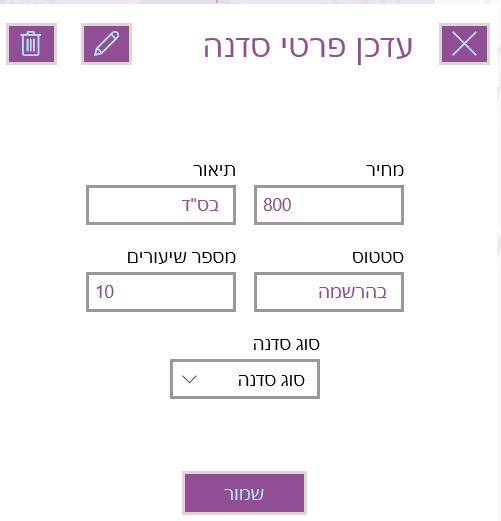 עדכן פרטי סדנה
מחיר
תיאור
800
בס"ד
סטטוס
מספר שיעורים
בהרשמה
10
סוג סדנה
סוג סדנה
שמור